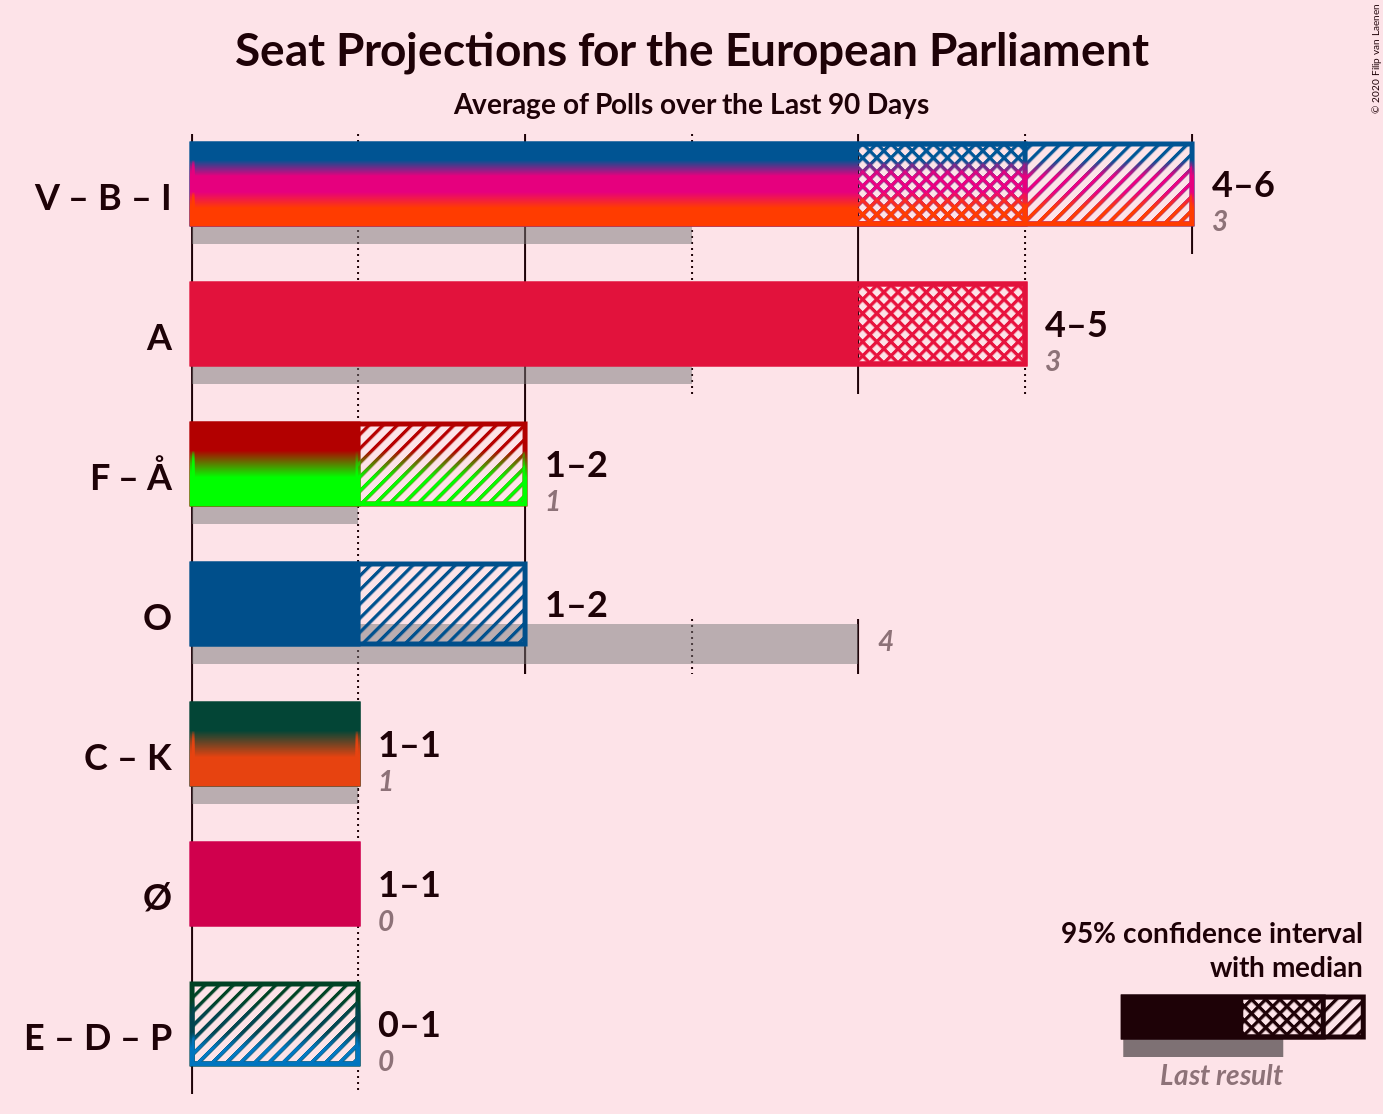 Seat Projections for the European Parliament
Average of Polls over the Last 90 Days
© 2020 Filip van Laenen
V – B – I
4–6
3
A
4–5
3
F – Å
1–2
1
O
1–2
4
C – K
1–1
1
Ø
1–1
0
E – D – P
0–1
0
95% confidence interval
with median
Last result